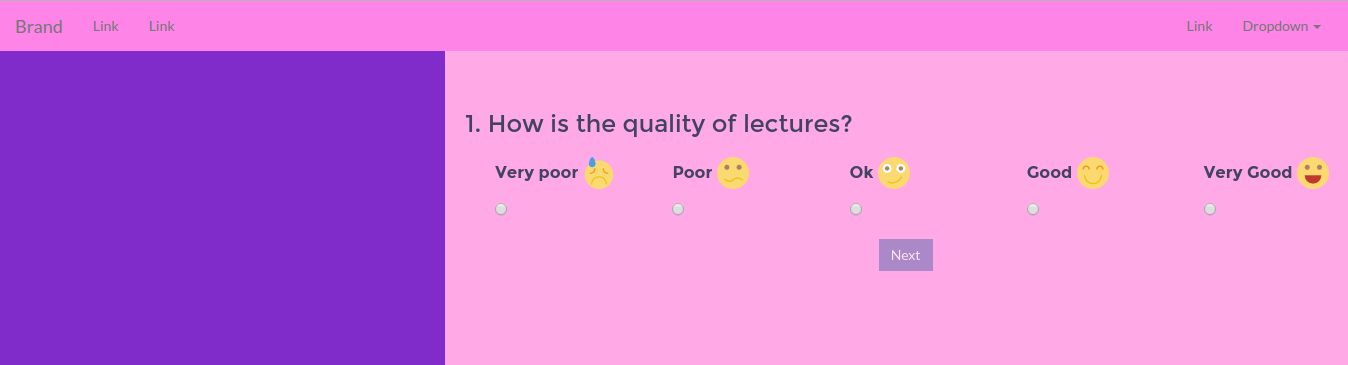 Brand Link Link Link Dropdown
1. How is the quality of lectures?
Very poor Poor Ok Good Very Good
Next